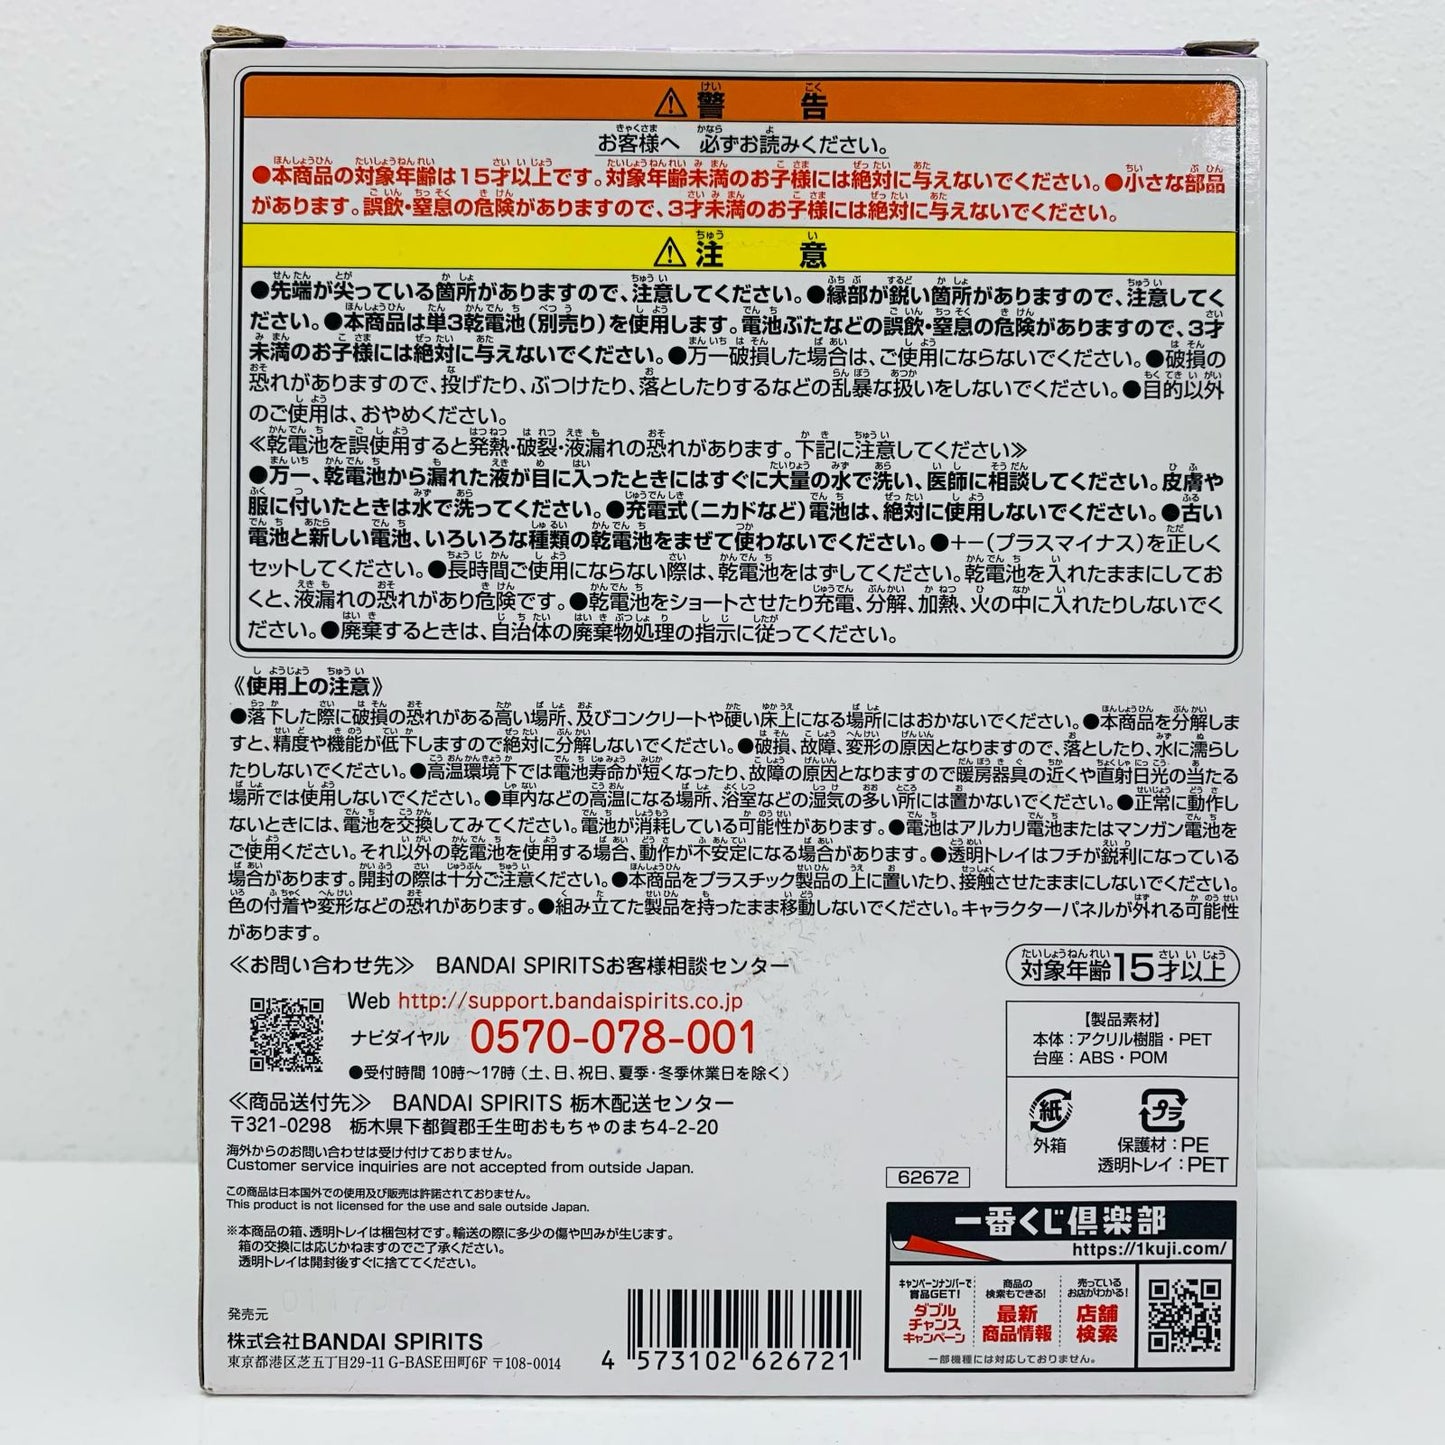 ⚠警告
お客様へ 必ずお読みください。
●本商品の対象年齢は15才以上です。対象年齢未満のお子様には絶対に与えないでください。●小さな部品
があります。誤飲・窒息の危険がありますので、3才未満のお子様には絶対に与えないでください。
⚠注意
●先端が尖っている箇所がありますので、注意してください。●縁部が鋭い箇所がありますので、注意してく
ださい。●本商品は単3乾電池(別売り)を使用します。電池ぶたなどの誤飲・窒息の危険がありますので、3才
未満のお子様には絶対に与えないでください。●万一破損した場合は、ご使用にならないでください。●破損の
恐れがありますので、投げたり、ぶつけたり、落としたりするなどの乱暴な扱いをしないでください。●目的以外
のご使用は、おやめください。
≪乾電池を誤使用すると発熱・破裂・液漏れの恐れがあります。下記に注意してください≫
●万一、乾電池から漏れた液が目に入ったときにはすぐに大量の水で洗い、医師に相談してください。皮膚や
服に付いたときは水で洗ってください。●充電式(ニカドなど)電池は、絶対に使用しないでください。●古い
電池と新しい電池、いろいろな種類の乾電池をまぜて使わないでください。●+-(プラスマイナス)を正しく
セットしてください。●長時間ご使用にならない際は、乾電池をはずしてください。乾電池を入れたままにしてお
くと、液漏れの恐れがあり危険です。●乾電池をショートさせたり充電、分解、加熱、火の中に入れたりしないでく
ださい。●廃棄するときは、自治体の廃棄物処理の指示に従ってください。
《使用上の注意》
●落下した際に破損の恐れがある高い場所、及びコンクリートや硬い床上になる場所にはおかないでください。●本商品を分解しま
すと、精度や機能が低下しますので絶対に分解しないでください。●破損、故障、変形の原因となりますので、落としたり、水に濡らし
たりしないでください。●高温環境下では電池寿命が短くなったり、故障の原因となりますので暖房器具の近くや直射日光の当たる
場所では使用しないでください。●車内などの高温になる場所、浴室などの湿気の多い所には置かないでください。●正常に動作し
ないときには、電池を交換してみてください。電池が消耗している可能性があります。●電池はアルカリ電池またはマンガン電池を
ご使用ください。それ以外の乾電池を使用する場合、動作が不安定になる場合があります。●透明トレイはフチが鋭利になっている
場合があります。開封の際は十分ご注意ください。●本商品をプラスチック製品の上に置いたり、接触させたままにしないでください。
色の付着や変形などの恐れがあります。●組み立てた製品を持ったまま移動しないでください。キャラクターパネルが外れる可能性
があります。
≪お問い合わせ先≫ BANDAI SPIRITSお客様相談センター
Web http://support.bandaispirits.co.jp
ナビダイヤル 0570-078-001
●受付時間 10時〜17時(土、日、祝日、夏季・冬季休業日を除く)
≪商品送付先≫ BANDAI SPIRITS 栃木配送センター
〒321-0298 栃木県下都賀郡壬生町おもちゃのまち4-2-20
海外からのお問い合わせは受け付けておりません。
Customer service inquiries are not accepted from outside Japan.
この商品は日本国外での使用及び販売は許諾されておりません。
This product is not licensed for the use and sale outside Japan.
※本商品の箱、透明トレイは梱包材です。輸送の際に多少の傷や凹みが生じます。
箱の交換には応じかねますのでご了承ください。
透明トレイは開封後すぐに捨ててください。
発売元
株式会社BANDAI SPIRITS
東京都港区芝五丁目29-11 G-BASE田町6F 〒108-0014
4 573102 626721
対象年齢15才以上
【製品素材】
本体：アクリル樹脂・PET
台座：ABS・POM
紙
外箱
プラ
保護材：PE
透明トレイ：PET
62672
一番くじ倶楽部
https://1kuji.com/
キャンペーンナンバーで
賞品GET!
ダブル
チャンス
キャンペーン
商品の
検索もできる!
最新
商品情報
売っている
お店がわかる!
店舗
検索
一部機種には対応しておりません。